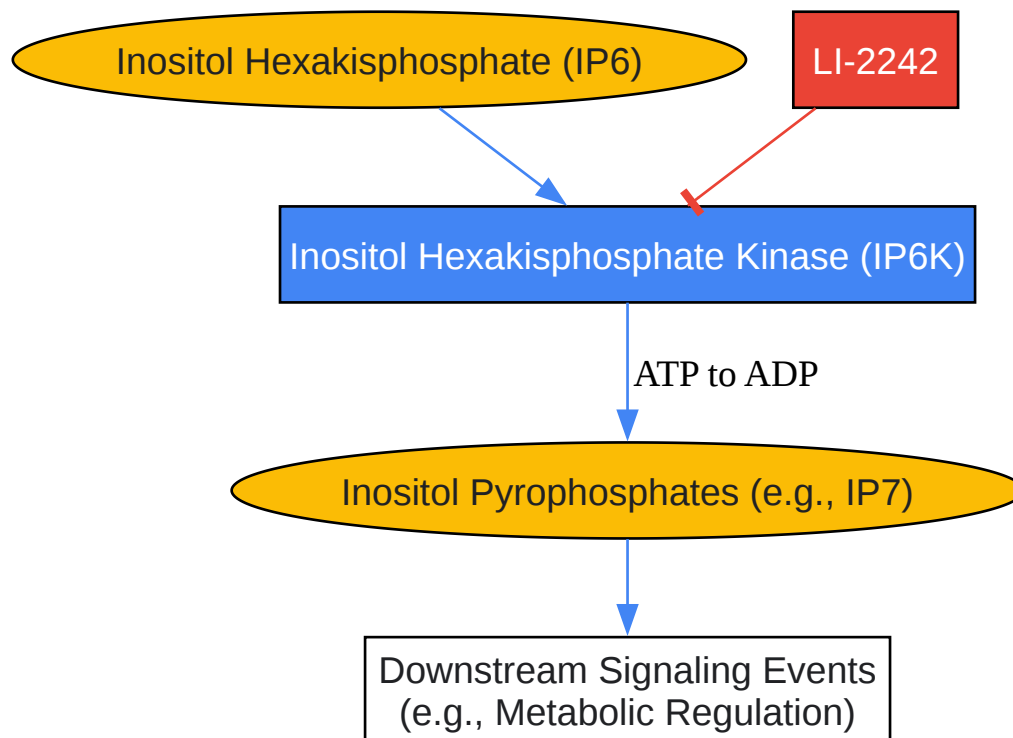 Inositol Hexakisphosphate (IP6)
LI-2242
Inositol Hexakisphosphate Kinase (IP6K)
ATP to ADP
Inositol Pyrophosphates (e.g., IP7)
Downstream Signaling Events
(e.g., Metabolic Regulation)